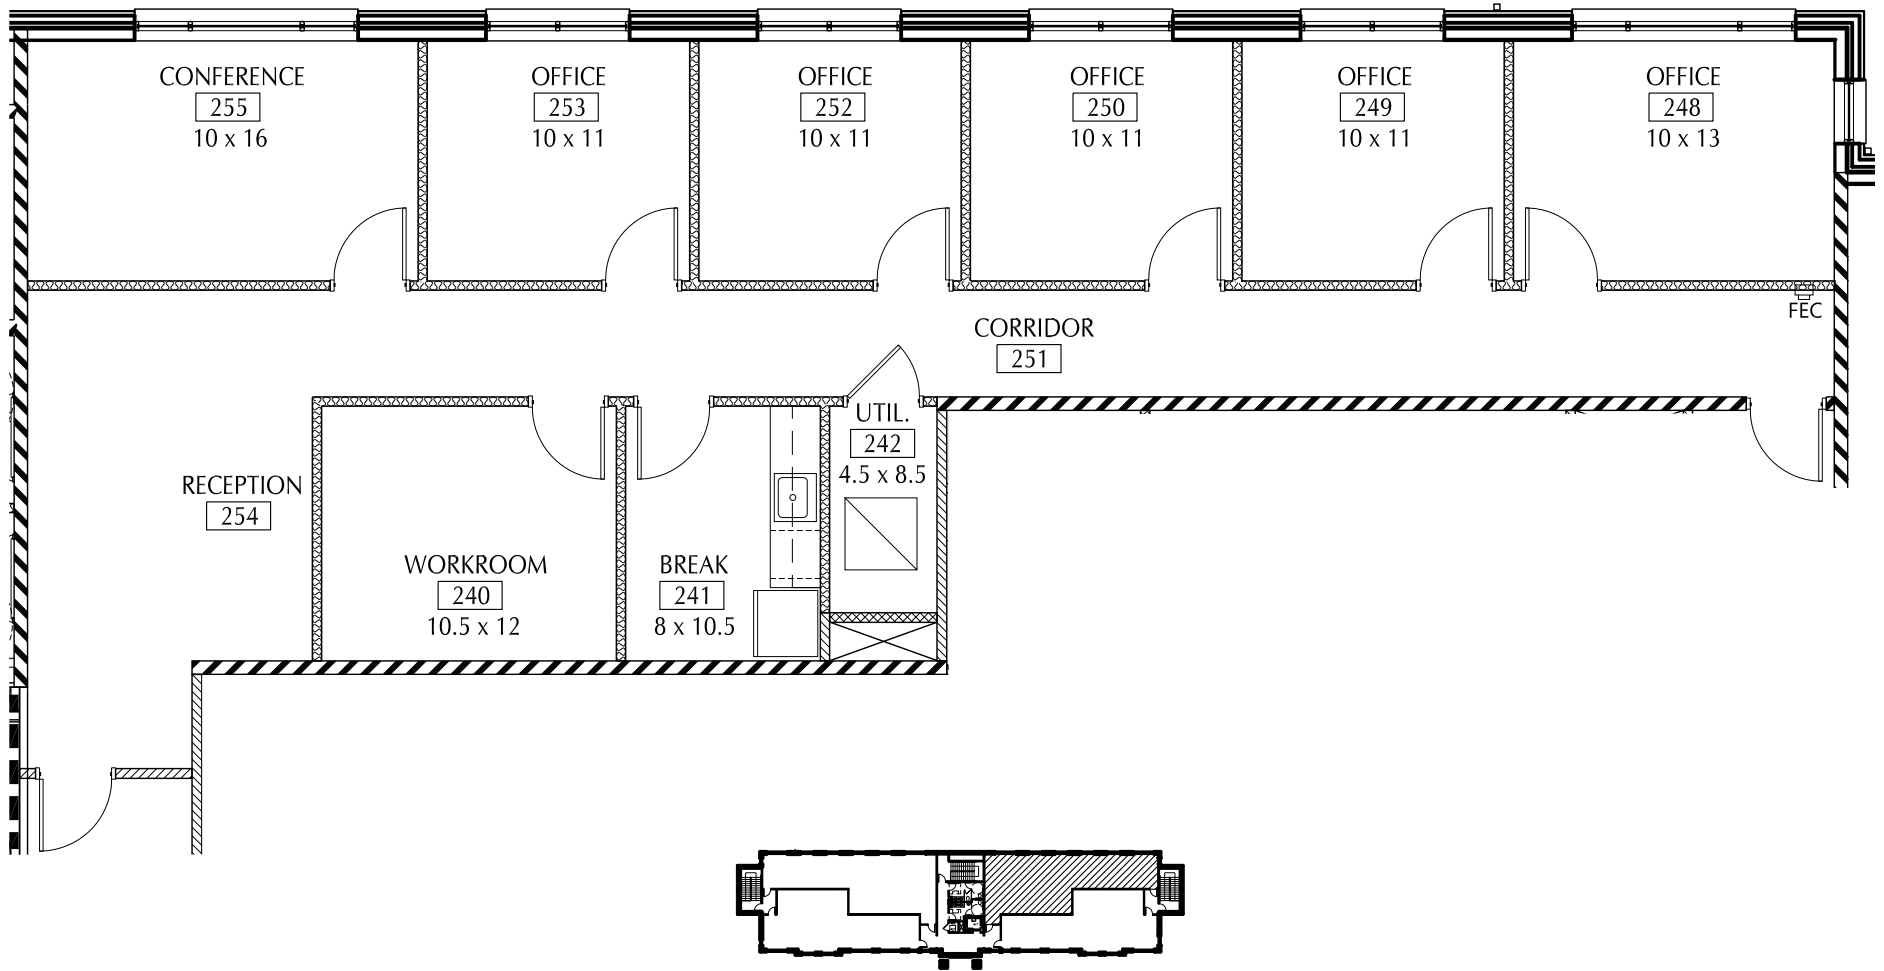 CONFERENCE
255
10 x 16
OFFICE
253
10 x 11
OFFICE
252
10 x 11
OFFICE
250
10 x 11
OFFICE
249
10 x 11
OFFICE
248
10 x 13
FEC
CORRIDOR
251
UTIL.
242
4.5 x 8.5
RECEPTION
254
WORKROOM
240
10.5 x 12
BREAK
241
8 x 10.5